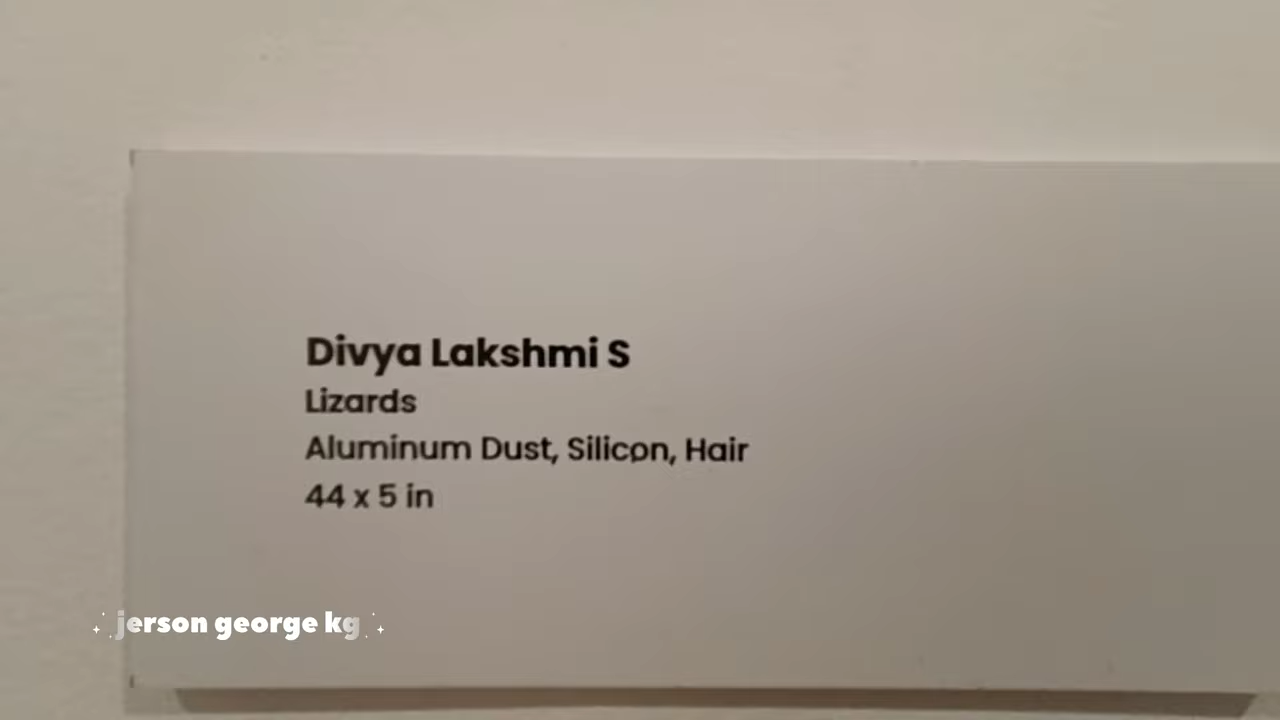 Divya Lakshmi S
Lizards
Aluminum Dust, Silicon, Hair
44 x 5 in
jerson george kg